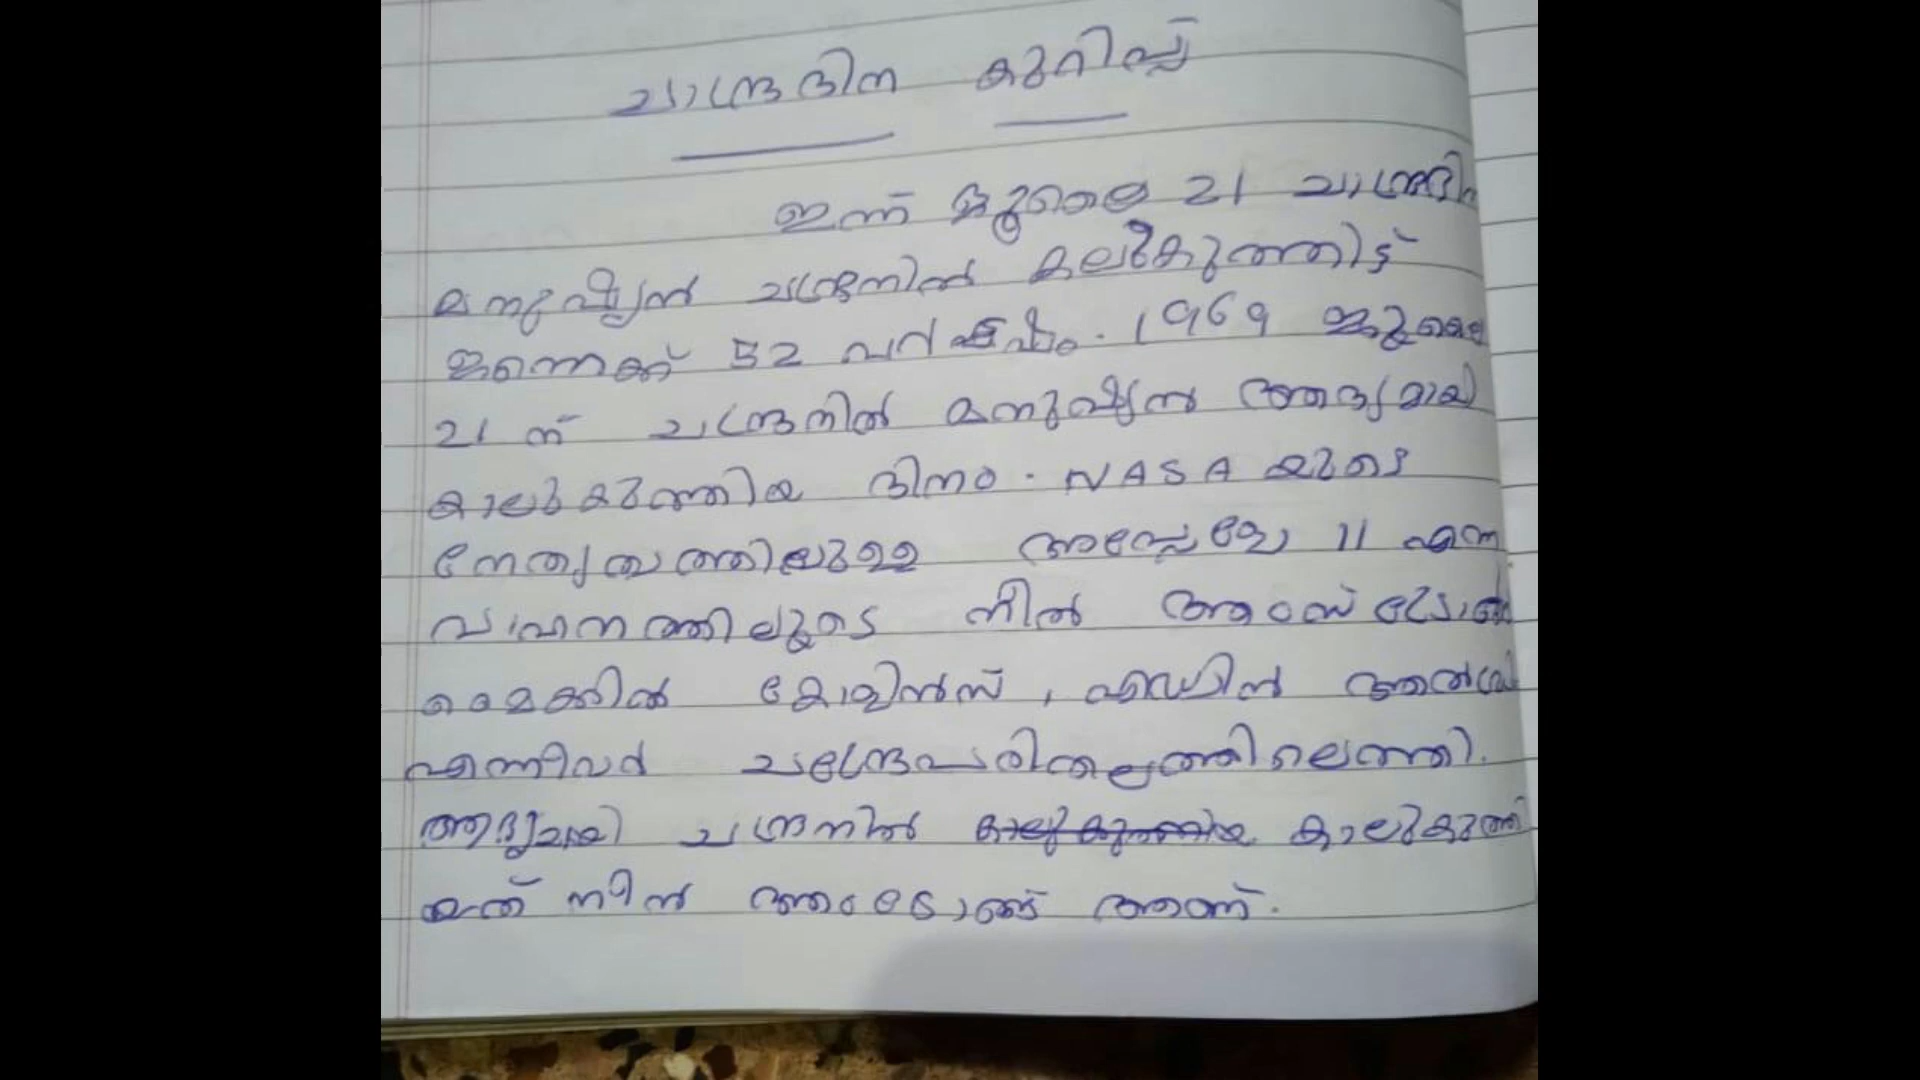 ചാന്ദ്രദിന കുറിപ്പ്
ഇന്ന് ജൂലൈ 21 ചാന്ദ്രദിന
മനുഷ്യൻ ചന്ദ്രനിൽ കാലുകുത്തിട്ട്
ഇന്നെക്ക് 52 വർഷം. 1969 ജൂലൈ
21 ന് ചന്ദ്രനിൽ മനുഷ്യൻ ആദ്യമായി
കാലുകുത്തിയ ദിനം. NASA യുടെ
നേതൃത്വത്തിലുള്ള അപ്പോളോ 11 എന്ന
വാഹനത്തിലൂടെ നീൽ ആംസ്ട്രോങ്ങ്
മൈക്കിൽ കോളിൻസ്, എഡ്വിൻ ആൽഡ്രി
എന്നിവർ ചന്ദ്രോപരിതലത്തിലെത്തി.
ആദ്യമായി ചന്ദ്രനിൽ കാലുകുത്തിയ കാലുകുത്തി
യത് നീൽ ആംട്രോങ്ങ് ആണ്.